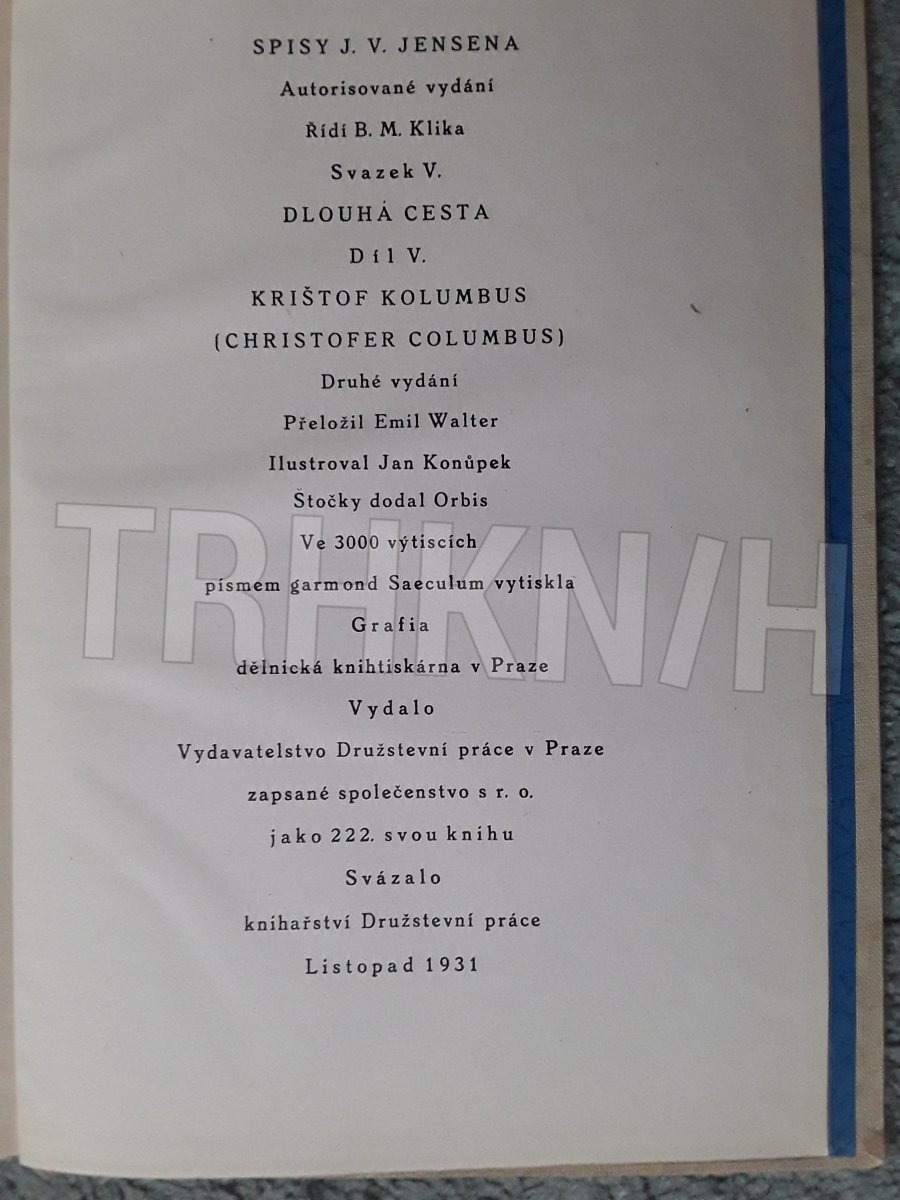 SPISY J. V. JENSENA
Autorisované vydání
Řídí B. M. Klika
Svazek V.
DLOUHÁ CESTA
Díl V.
KRIŠTOF KOLUMBUS
(CHRISTOFER COLUMBUS)
Druhé vydání
Přeložil Emil Walter
Ilustroval Jan Konůpek
Štočky dodal Orbis
Ve 3000 výtiscích
TRHKN/H
písmem garmond Saeculum vytiskla
Grafia
dělnická knihtiskárna v Praze
Vydalo
Vydavatelstvo Družstevní práce v Praze
zapsané společenstvo s r. o.
jako 222. svou knihu
Svázalo
knihařství Družstevní práce
Listopad 1931